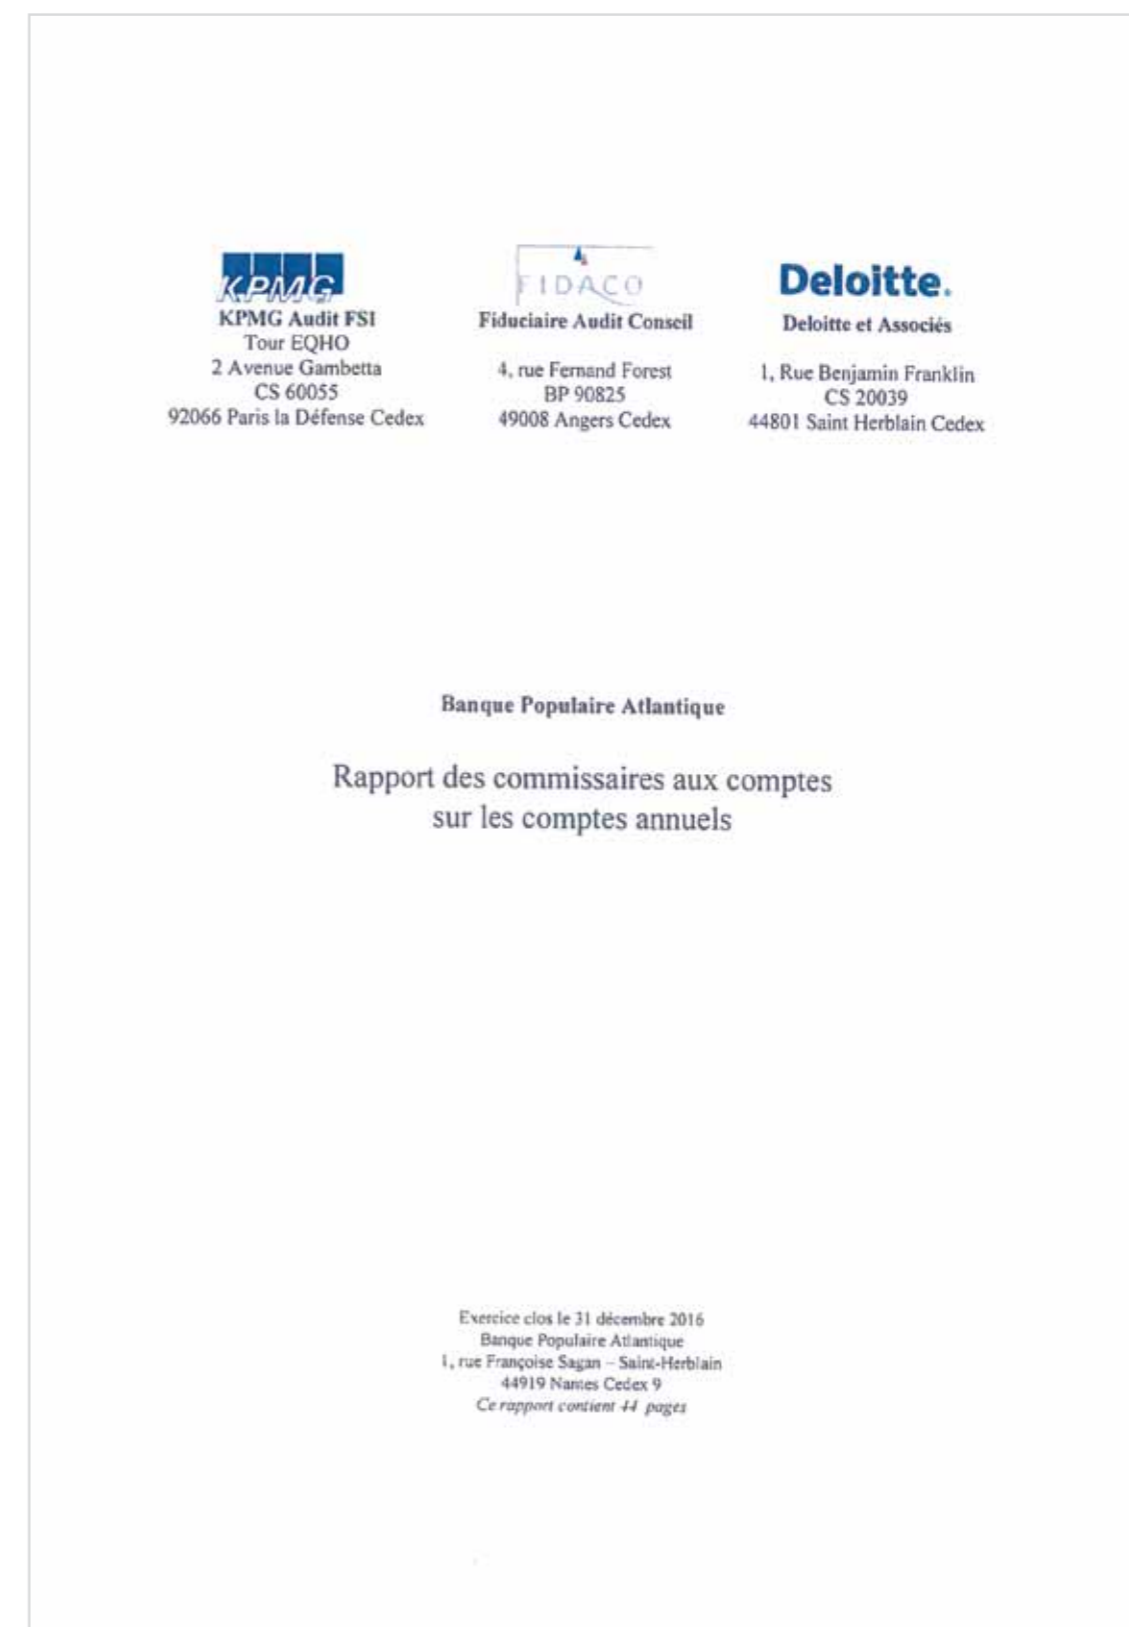 KPMG
KPMG Audit FSI
Tour EQHO
2 Avenue Gambetta
CS 60055
92066 Paris la Défense Cedex
FIDACO
Fiduciaire Audit Conseil
4, rue Fernand Forest
BP 90825
49008 Angers Cedex
Deloitte.
Deloitte et Associés
1, Rue Benjamin Franklin
CS 20039
44801 Saint Herblain Cedex
Banque Populaire Atlantique
Rapport des commissaires aux comptes
sur les comptes annuels
Exercice clos le 31 décembre 2016
Banque Populaire Atlantique
1, rue Françoise Sagan – Saint-Herblain
44919 Nantes Cedex 9
Ce rapport contient 44 pages